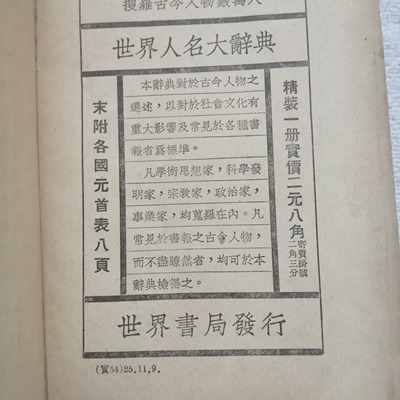 搜羅古今人物數萬人
世界人名大辭典
精裝一册實價二元八角
寄費掛號
二角三分
本辭典對於古今人物之
選述，以對於社會文化有
重大影響及常見於各種書
報者爲標準。
凡學術思想家，科學發
明家，宗教家，政治家，
事業家，均蒐羅在內。凡
常見於書報之古今人物，
而不盡瞭然者，均可於本
辭典檢得之。
末附各國元首表八頁
世界書局發行
(實54)25.11.9.